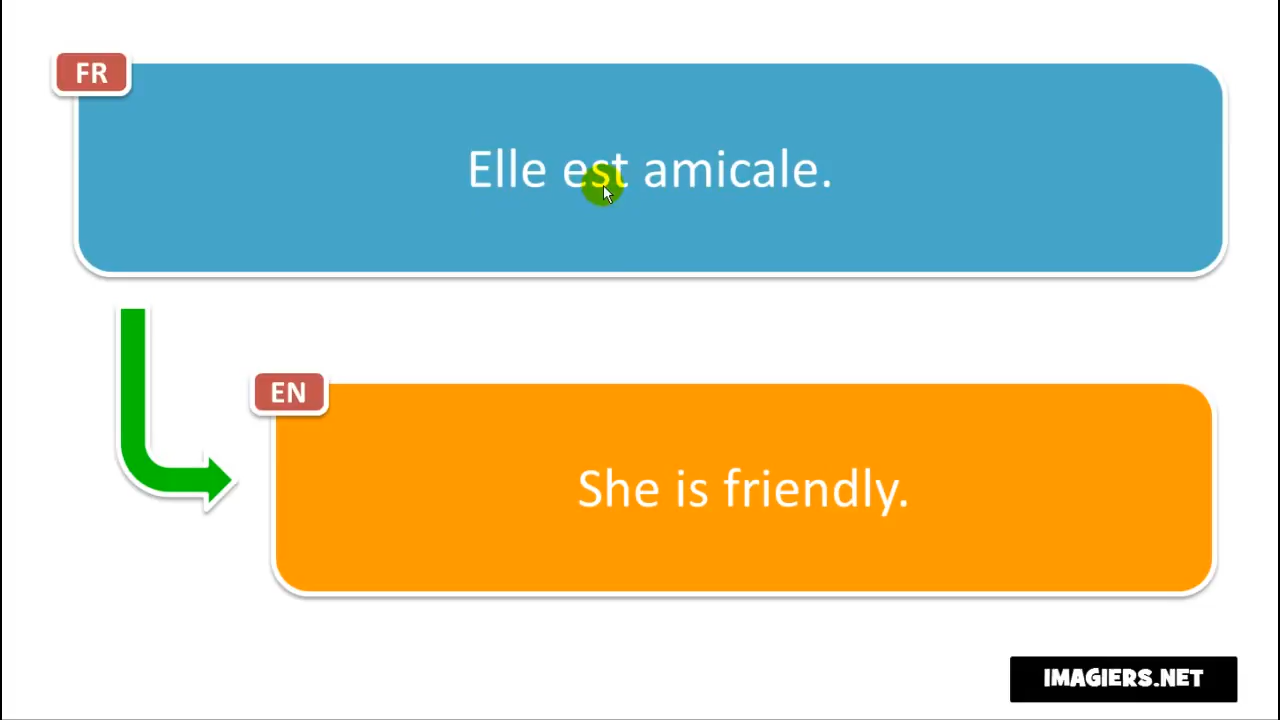 FR
Elle est amicale.
EN
She is friendly.
IMAGIERS.NET